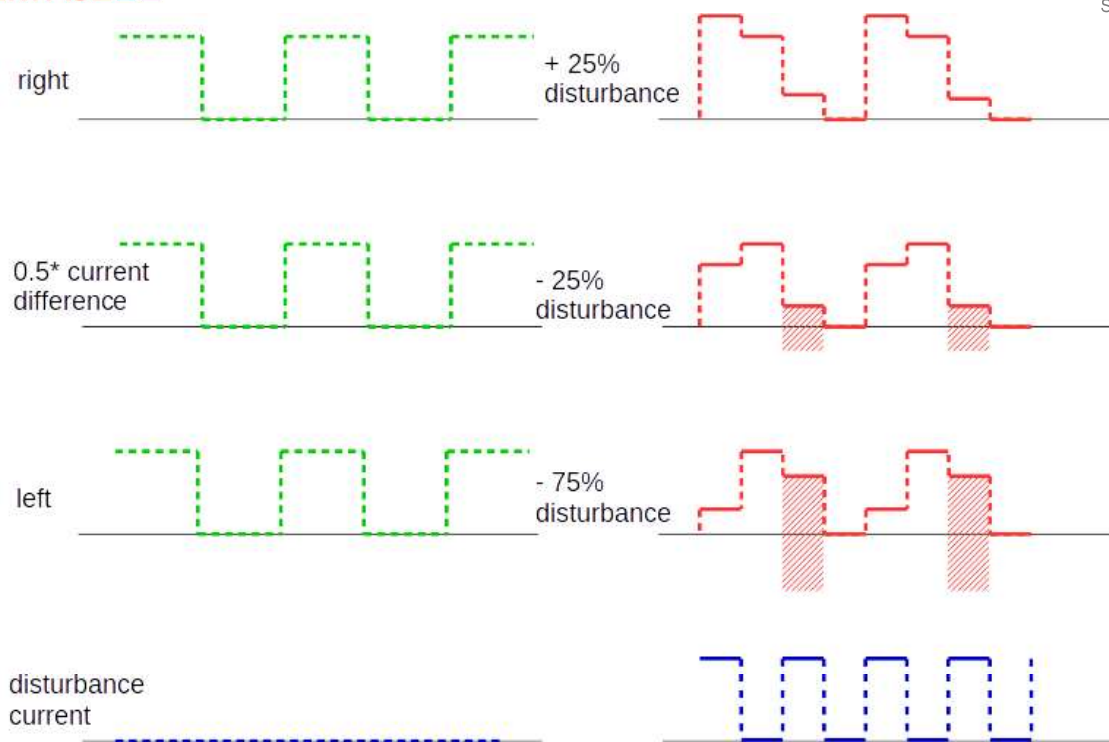 right
+ 25%
disturbance
0.5* current
difference
- 25%
disturbance
left
- 75%
disturbance
disturbance
current